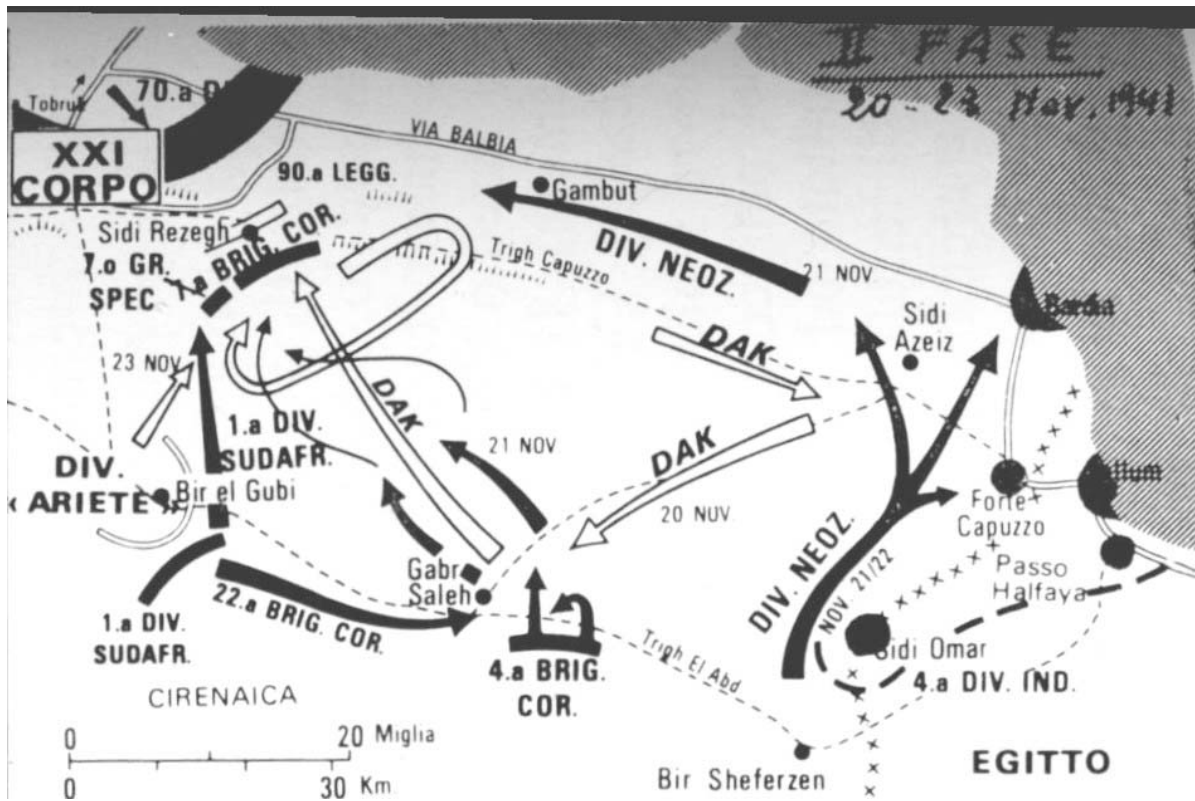 II FASE
20-23 Nov. 1941
Tobru
70.a D
XXI
CORPO
VIA BALBIA
90.a LEGG.
Gambut
Sidi Rezegh
7.o GR.
SPEC
7.a BRIG. COR.
Trigh Capuzzo
DIV. NEOZ.
21 NOV
Bardia
Sidi
Azeiz
23 NOV
DAK
DAK
DAK
1.a DIV.
SUDAFR.
21 NOV
20 NOV.
DIV.
« ARIETE »
Bir el Gubi
llum
Forte
Capuzzo
Passo
Halfaya
Gabr
Saleh
DIV. NEOZ.
NOV. 21/22
22.a BRIG. COR.
1.a DIV.
SUDAFR.
4.a BRIG.
COR.
Trigh El Abd
Sidi Omar
4.a DIV. IND.
CIRENAICA
0 20 Miglia
0 30 Km.
Bir Sheferzen
EGITTO